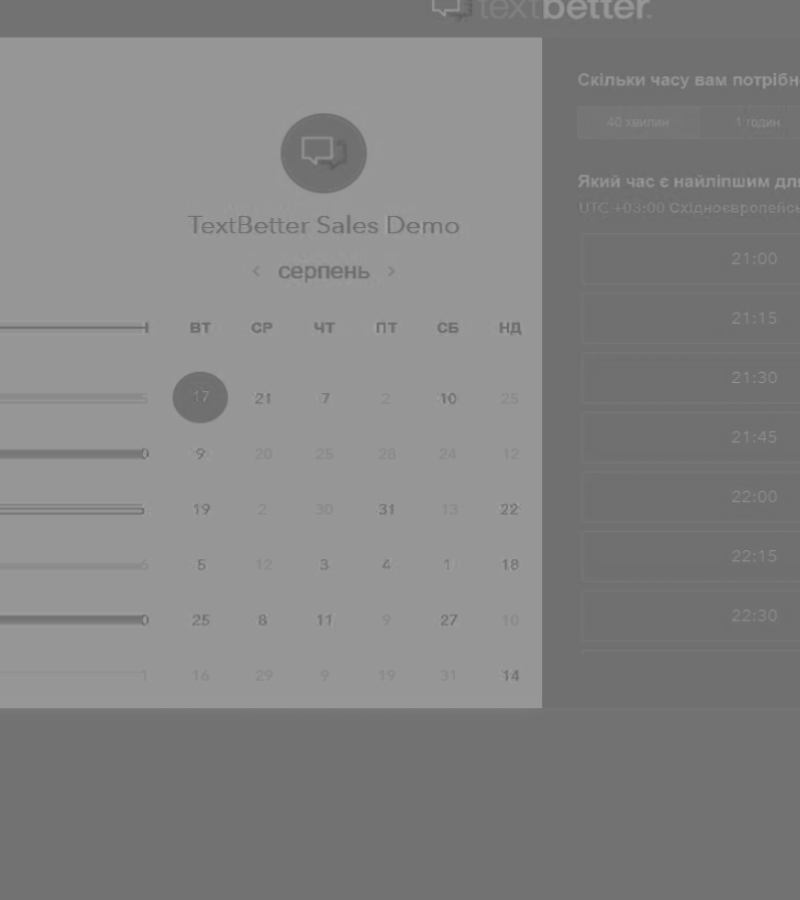 textbetter.
TextBetter Sales Demo
< серпень >
ВТ СР ЧТ ПТ СБ НД
17 21 7 2 10 25
9 20 25 28 24 12
19 2 30 31 13 22
5 12 3 4 1 18
25 8 11 9 27 10
16 29 9 19 31 14
Скільки часу вам
40 хвилин 1 годин
Який час є найліпшим
UTC +03:00
21:00
21:15
21:30
21:45
22:00
22:15
22:30